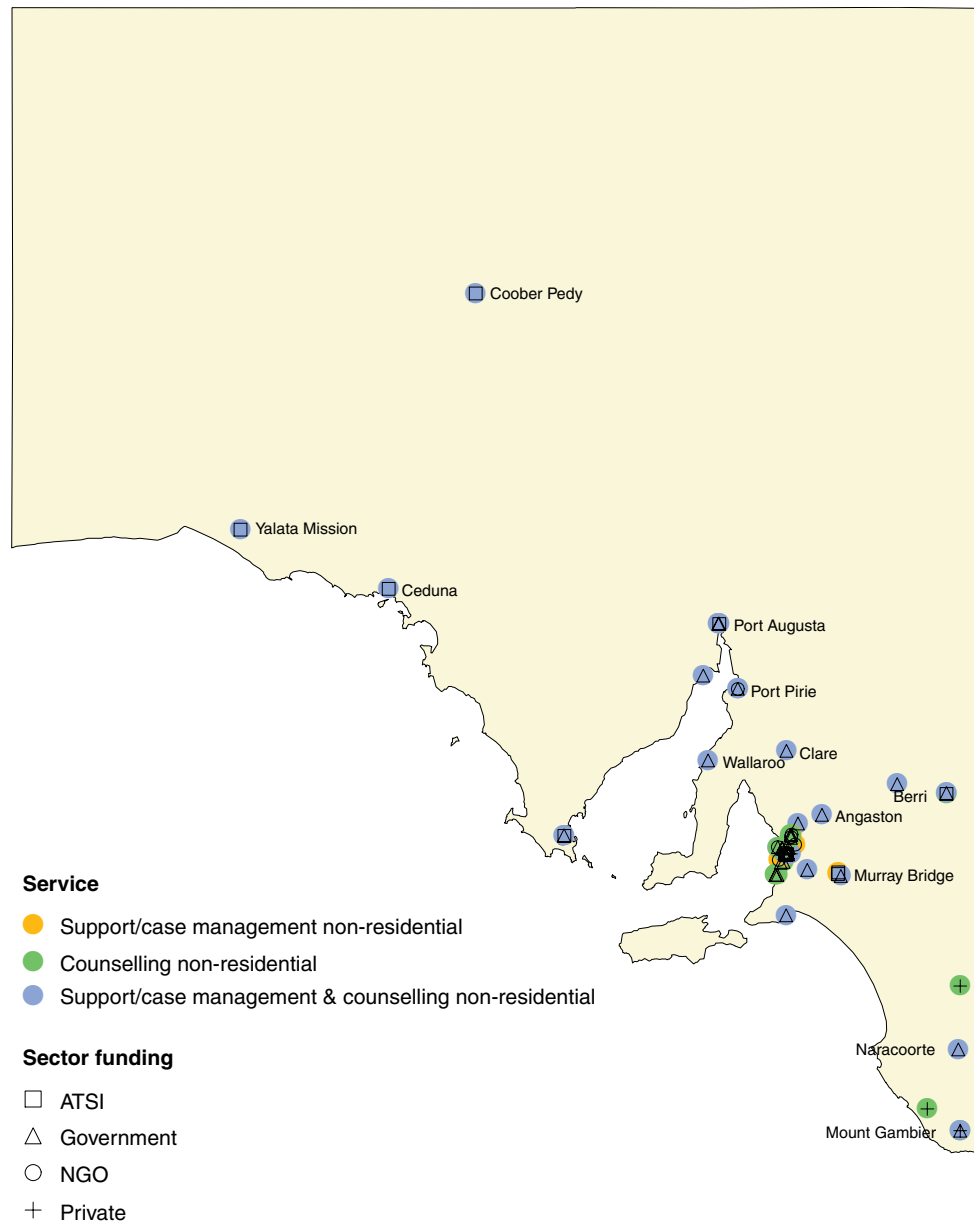 Coober Pedy
Yalata Mission
Ceduna
Port Augusta
Port Pirie
Clare
Wallaroo
Berri
Angaston
Murray Bridge
Service
Support/case management non-residential
Counselling non-residential
Support/case management & counselling non-residential
Naracoorte
Sector funding
ATSI
Government
Mount Gambier
NGO
Private